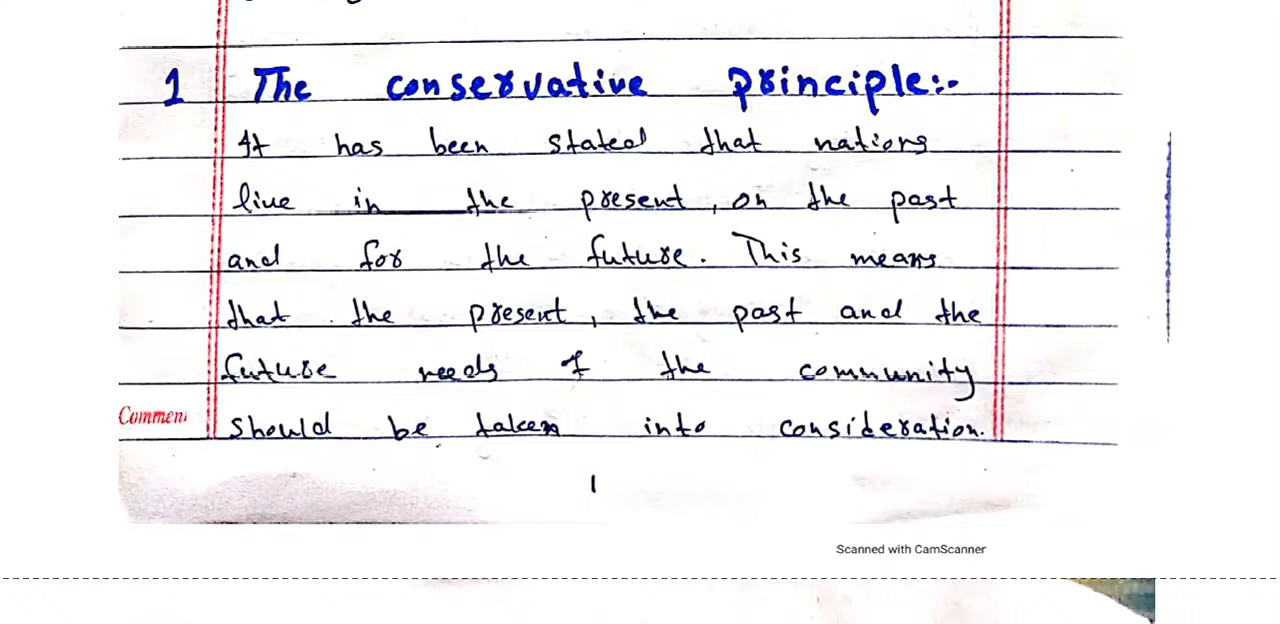 1 The conservative principle:-
It has been stated that nations
live in the present, on the past
and for the future. This means
that the present, the past and the
future needs of the community
Comment should be taken into consideration.
1
Scanned with CamScanner